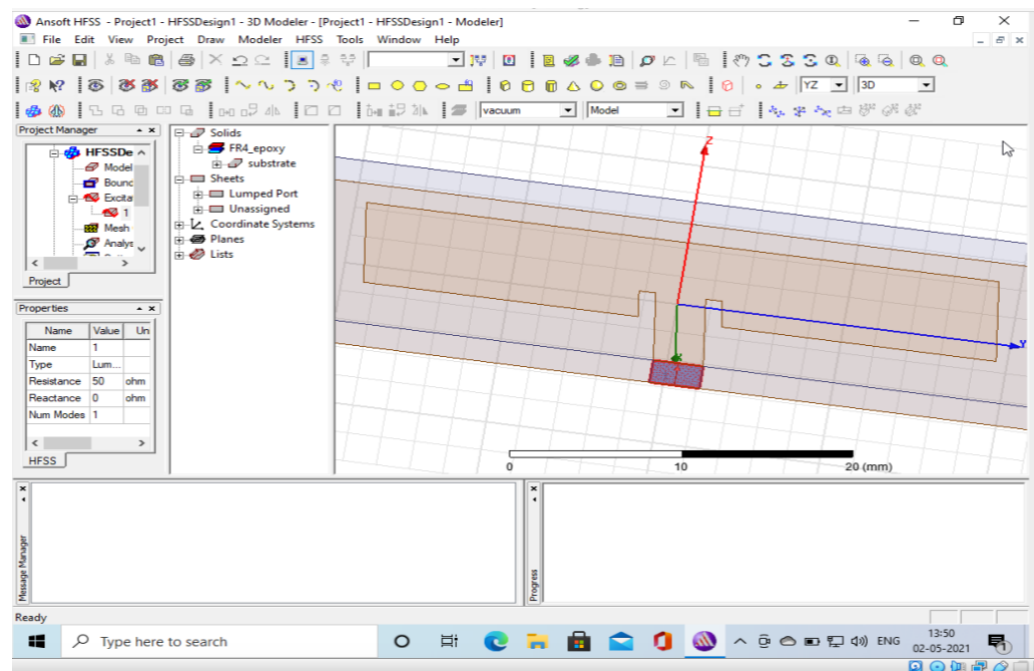 Ansoft HFSS - Project1 - HFSSDesign1 - 3D Modeler - [Project1 - HFSSDesign1 - Modeler]
File Edit View Project Draw Modeler HFSS Tools Window Help
YZ 3D
vacuum Model
Project Manager
HFSSDe
Model
Bound
Excita
1
Mesh
Analys
Project
Solids
FR4_epoxy
substrate
Sheets
Lumped Port
Unassigned
Coordinate Systems
Planes
Lists
Properties
Name Value Un
Name 1
Type Lum...
Resistance 50 ohm
Reactance 0 ohm
Num Modes 1
HFSS
Z
Y
X
0 10 20 (mm)
Message Manager
Progress
Ready
Type here to search
ENG
13:50
02-05-2021
1